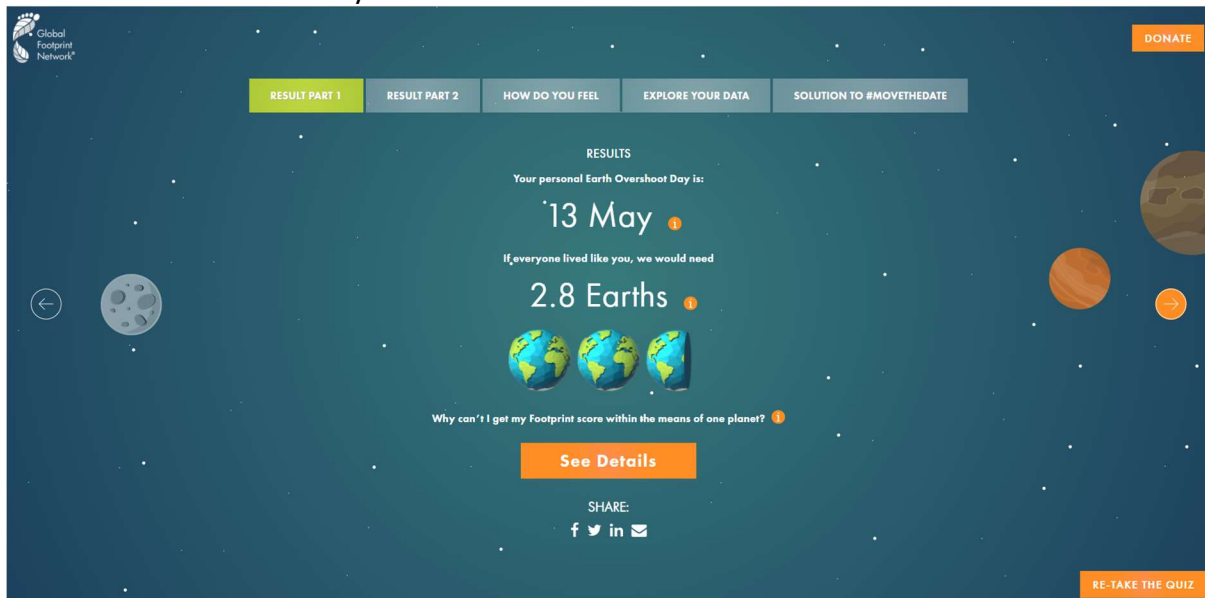 Global
Footprint
Network®
DONATE
RESULT PART 1
RESULT PART 2
HOW DO YOU FEEL
EXPLORE YOUR DATA
SOLUTION TO #MOVETHEDATE
RESULTS
Your personal Earth Overshoot Day is:
13 May
If everyone lived like you, we would need
2.8 Earths
Why can't I get my Footprint score within the means of one planet?
See Details
SHARE:
RE-TAKE THE QUIZ